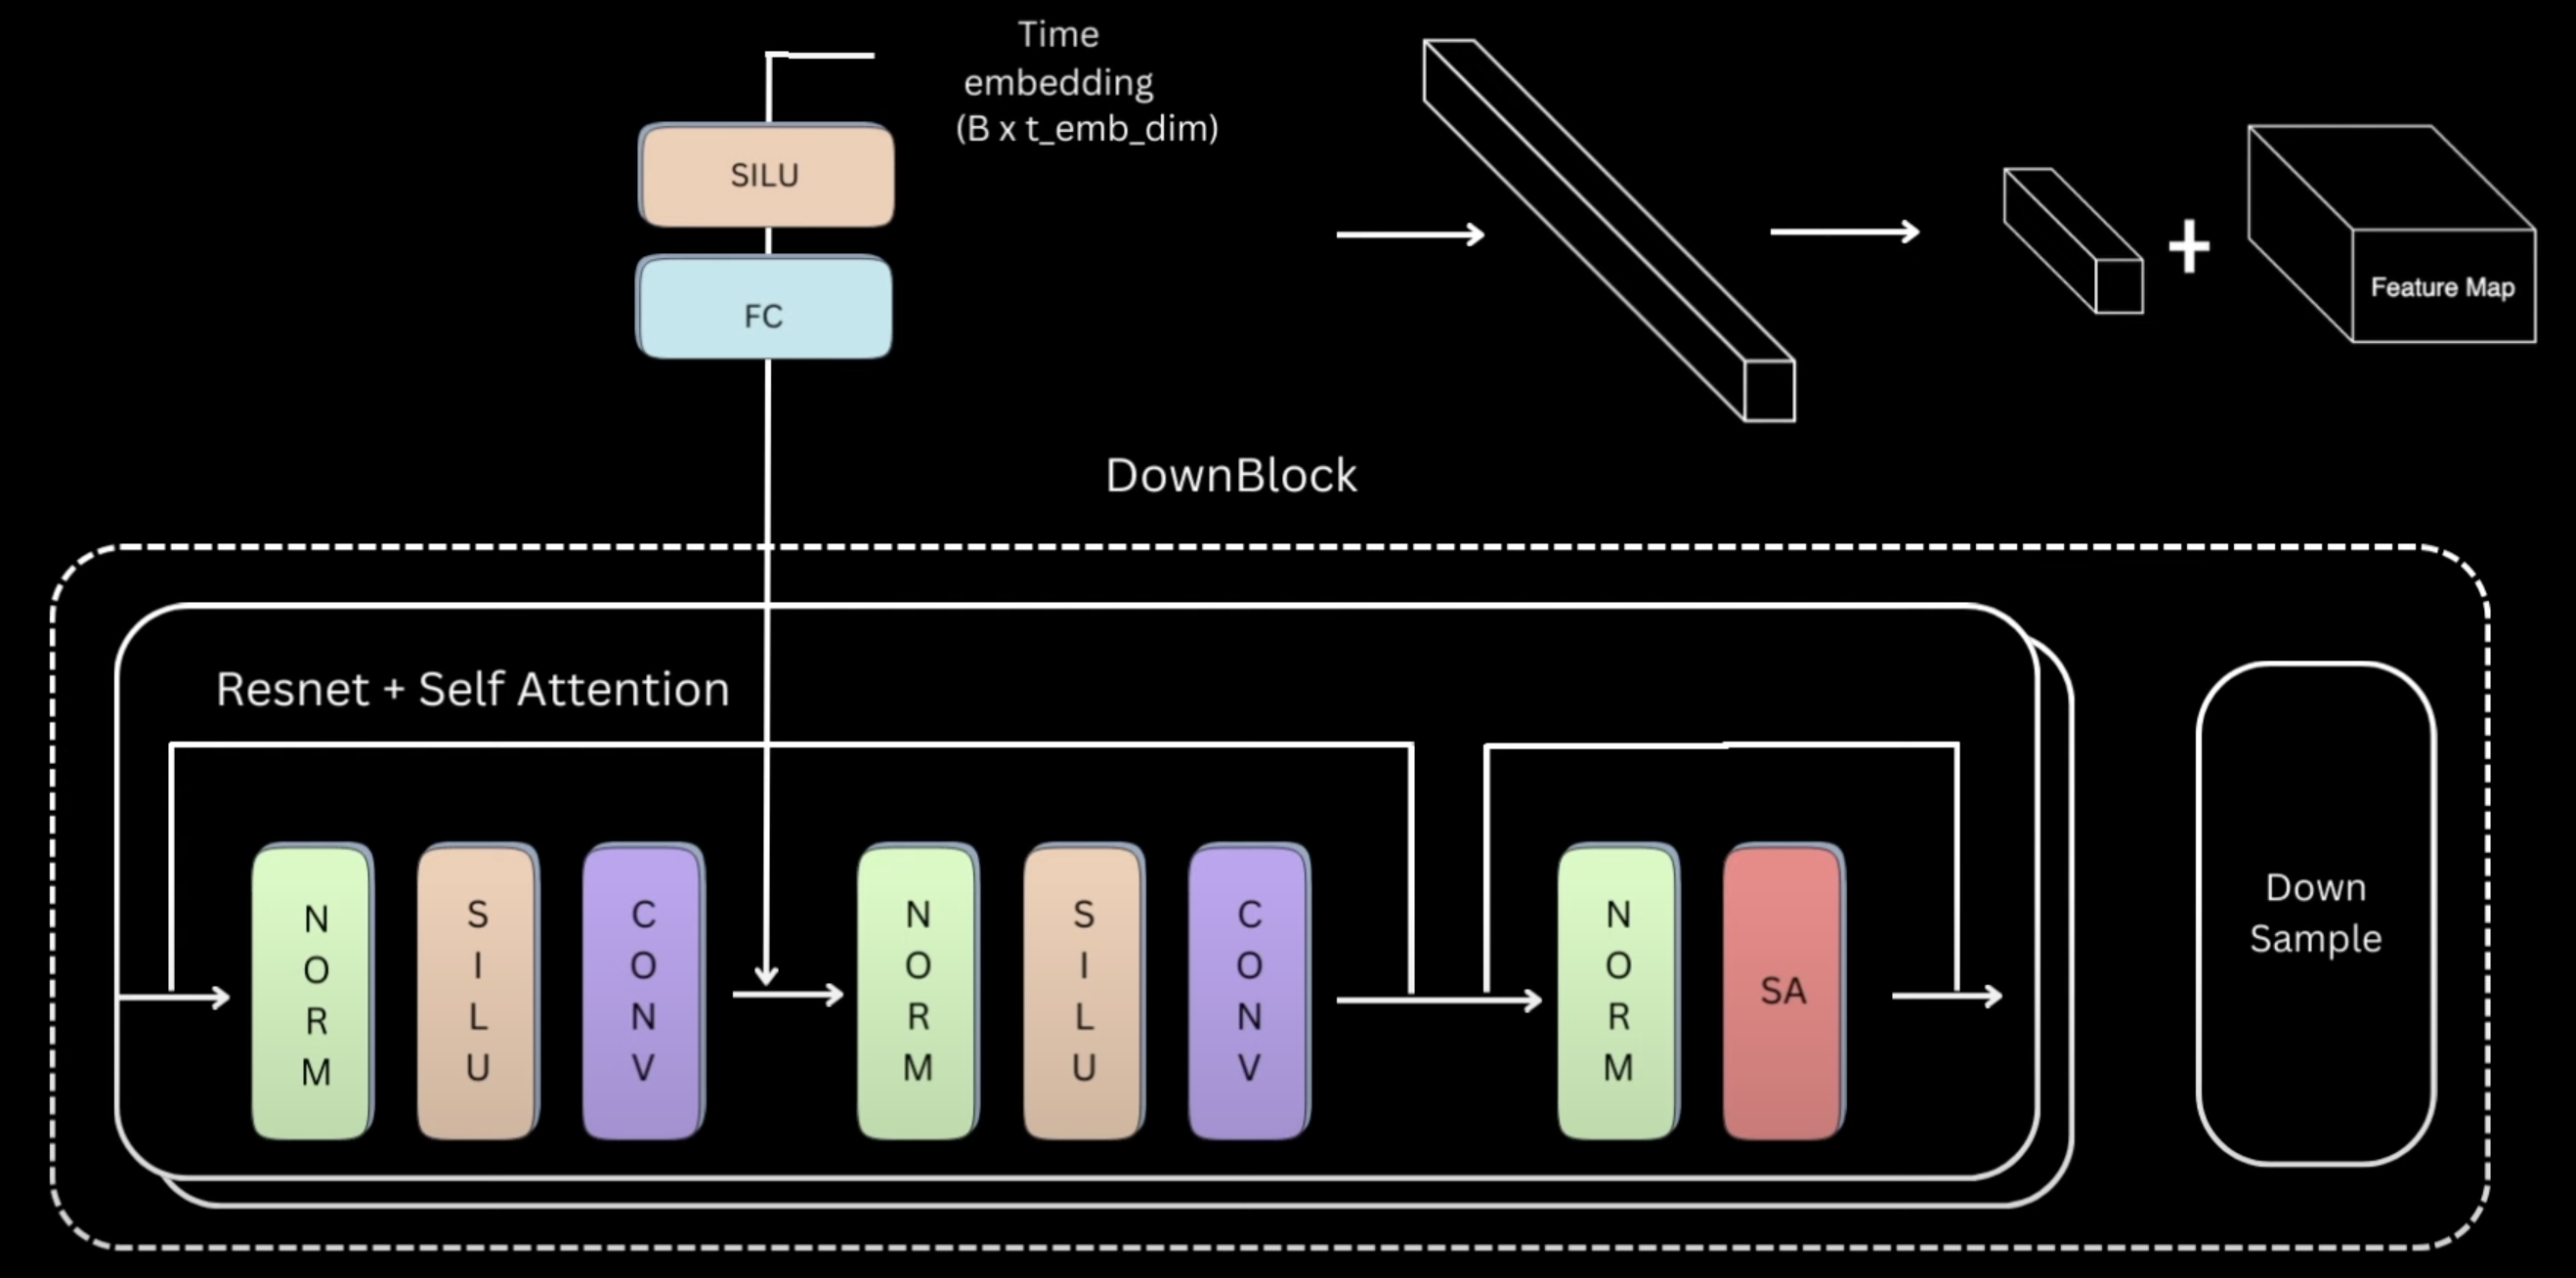 Time
embedding
(B x t_emb_dim)
SILU
FC
Feature Map
DownBlock
Resnet + Self Attention
NORM
SILU
CONV
NORM
SILU
CONV
NORM
SA
Down
Sample